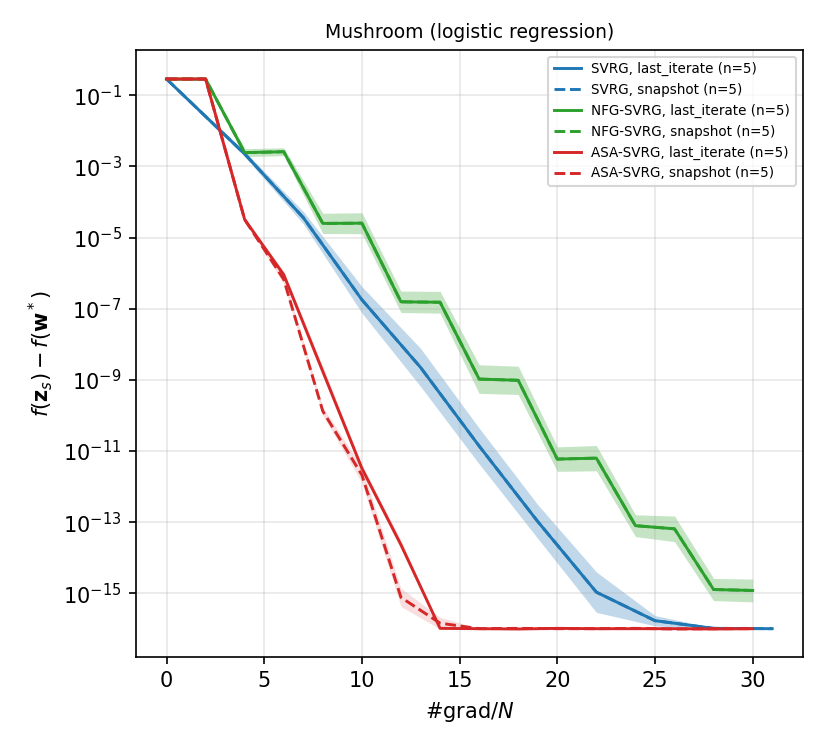 Mushroom (logistic regression)
SVRG, last_iterate (n=5)
SVRG, snapshot (n=5)
NFG-SVRG, last_iterate (n=5)
NFG-SVRG, snapshot (n=5)
ASA-SVRG, last_iterate (n=5)
ASA-SVRG, snapshot (n=5)
10⁻¹
10⁻³
10⁻⁵
10⁻⁷
10⁻⁹
10⁻¹¹
10⁻¹³
10⁻¹⁵
f(𝐳ₛ) − f(𝐰*)
0 5 10 15 20 25 30
#grad/N